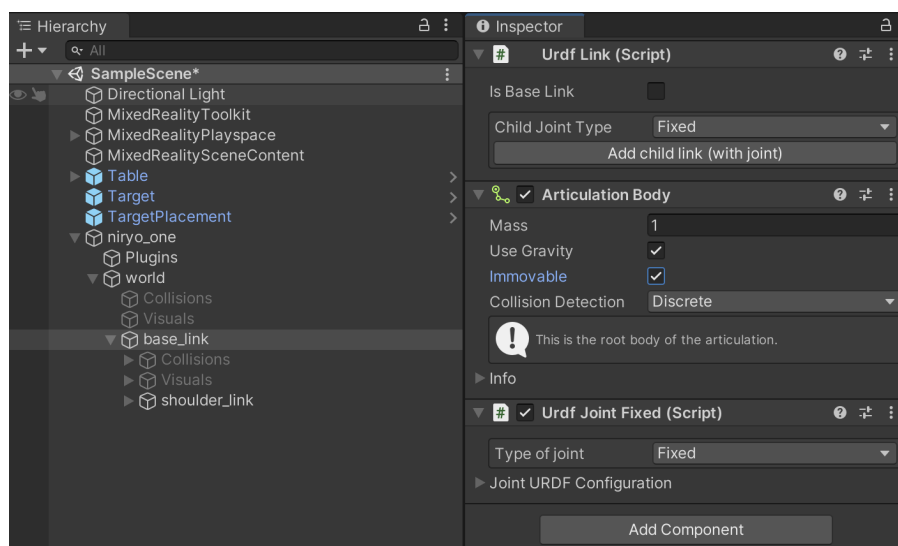 Hierarchy
All
SampleScene*
Directional Light
MixedRealityToolkit
MixedRealityPlayspace
MixedRealitySceneContent
Table
Target
TargetPlacement
niryo_one
Plugins
world
Collisions
Visuals
base_link
Collisions
Visuals
shoulder_link
Inspector
# Urdf Link (Script)
Is Base Link
Child Joint Type Fixed
Add child link (with joint)
Articulation Body
Mass 1
Use Gravity
Immovable
Collision Detection Discrete
This is the root body of the articulation.
Info
# Urdf Joint Fixed (Script)
Type of joint Fixed
Joint URDF Configuration
Add Component